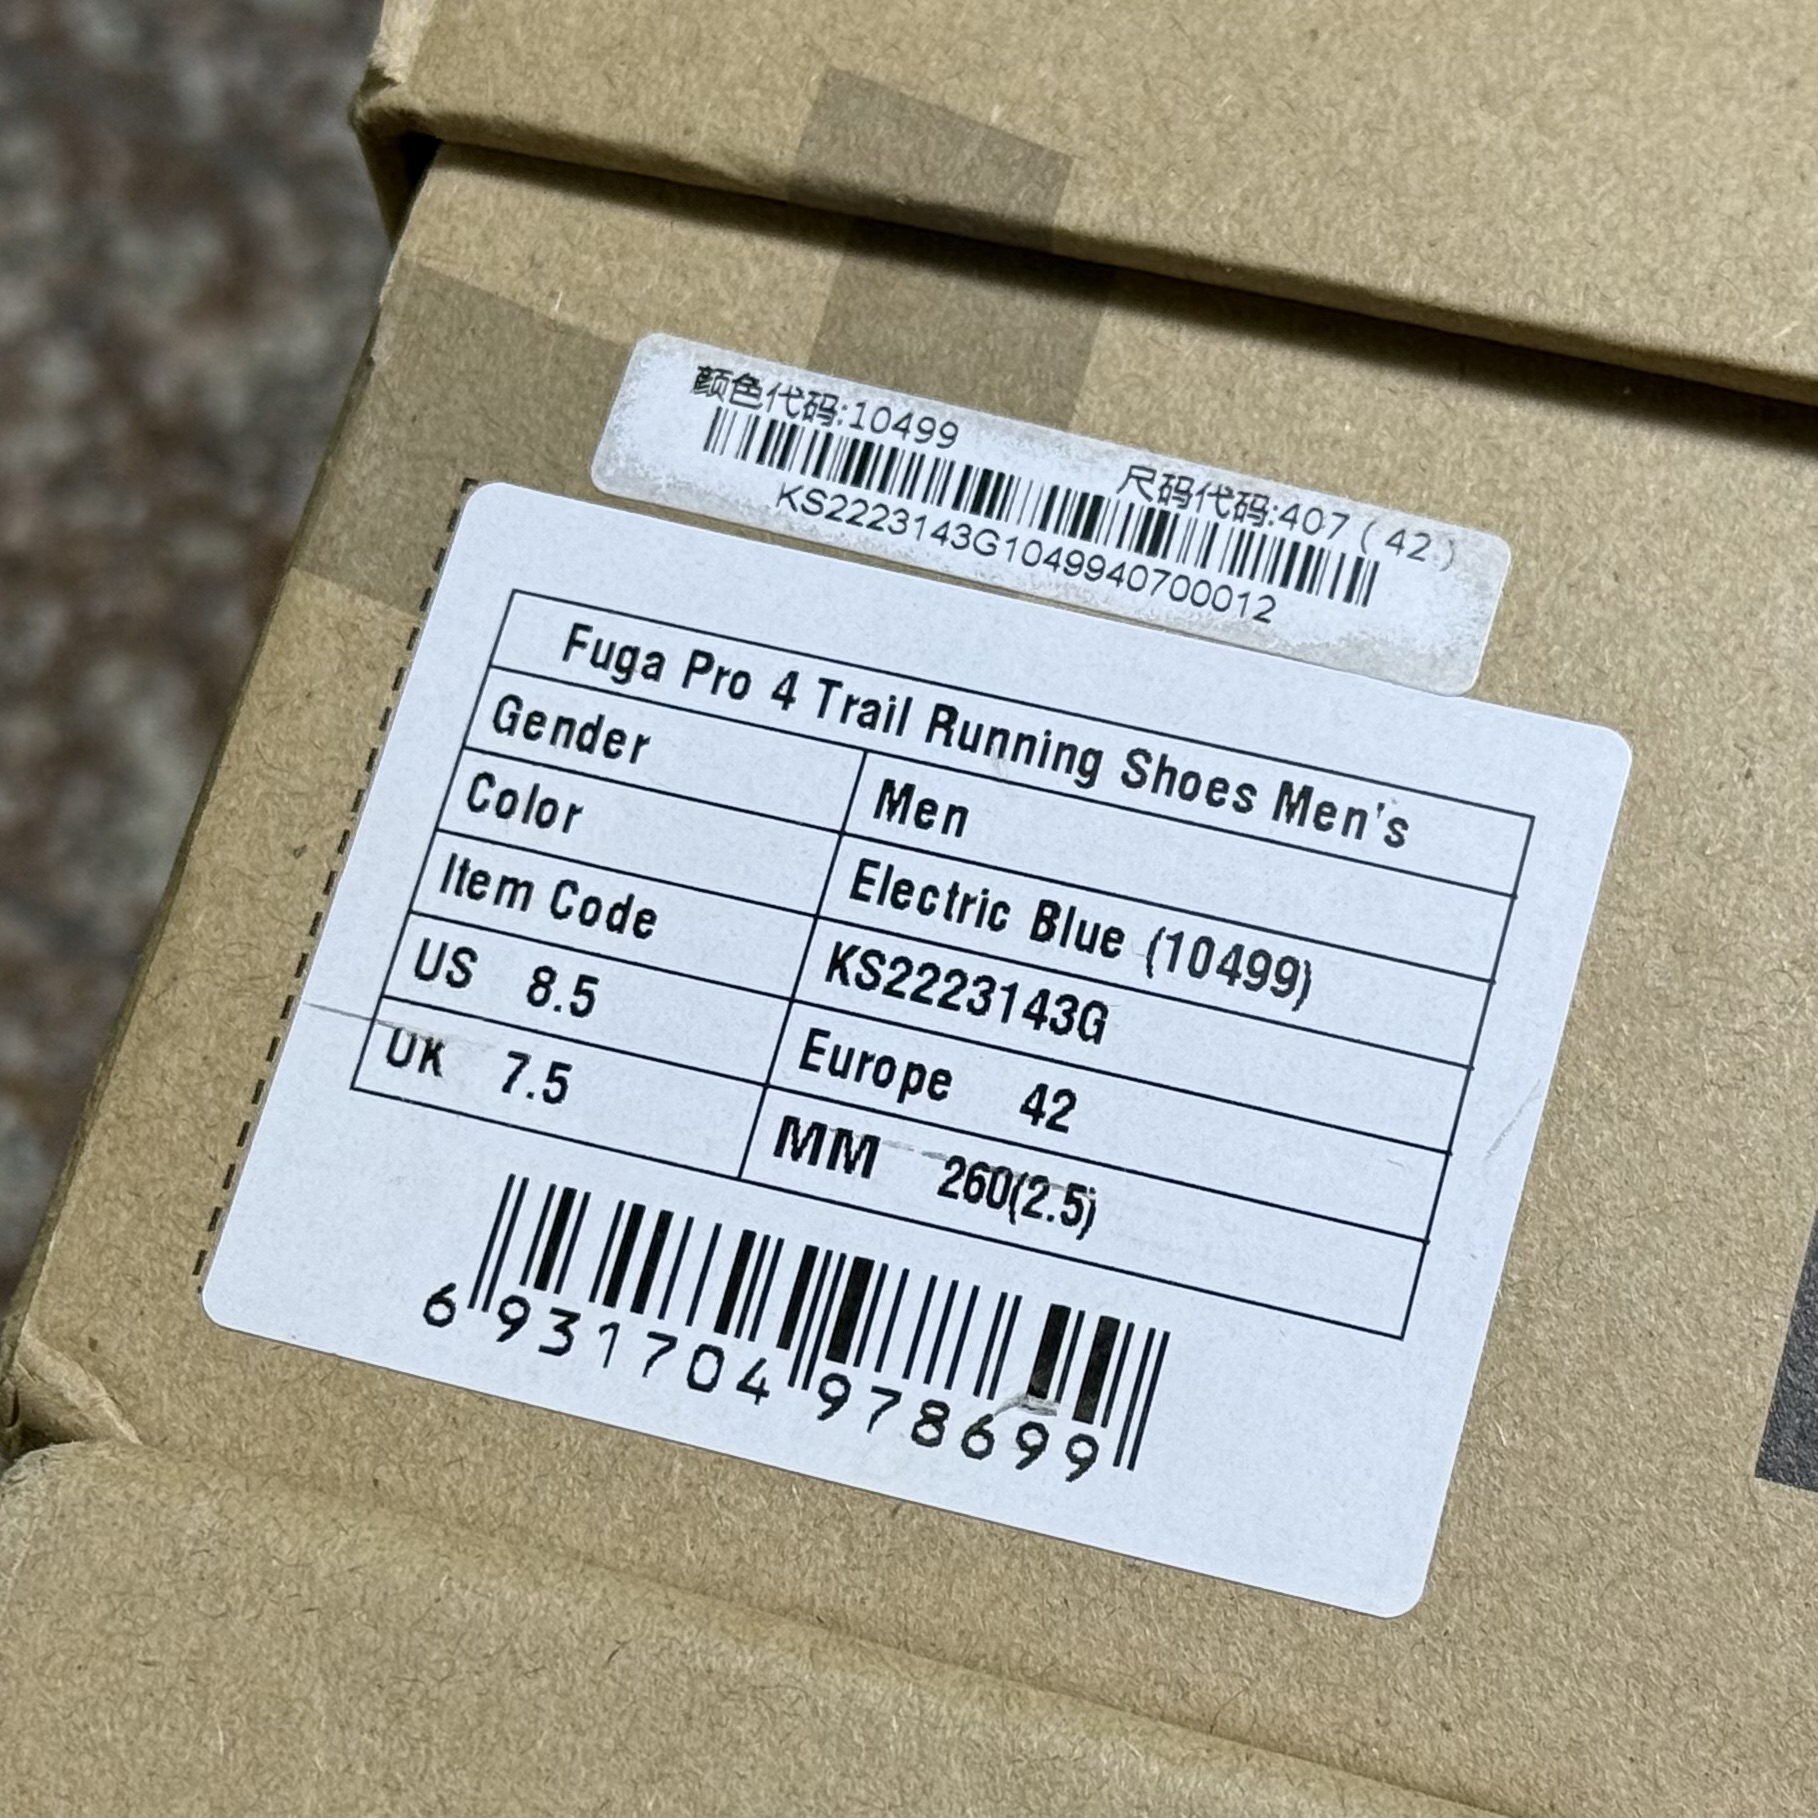 颜色代码:10499
尺码代码:407 ( 42 )
KS2223143G1049940700012
Fuga Pro 4 Trail Running Shoes Men's
Gender Men
Color Electric Blue (10499)
Item Code KS2223143G
US 8.5 Europe 42
UK 7.5 MM 260(2.5)
6 931704 978699